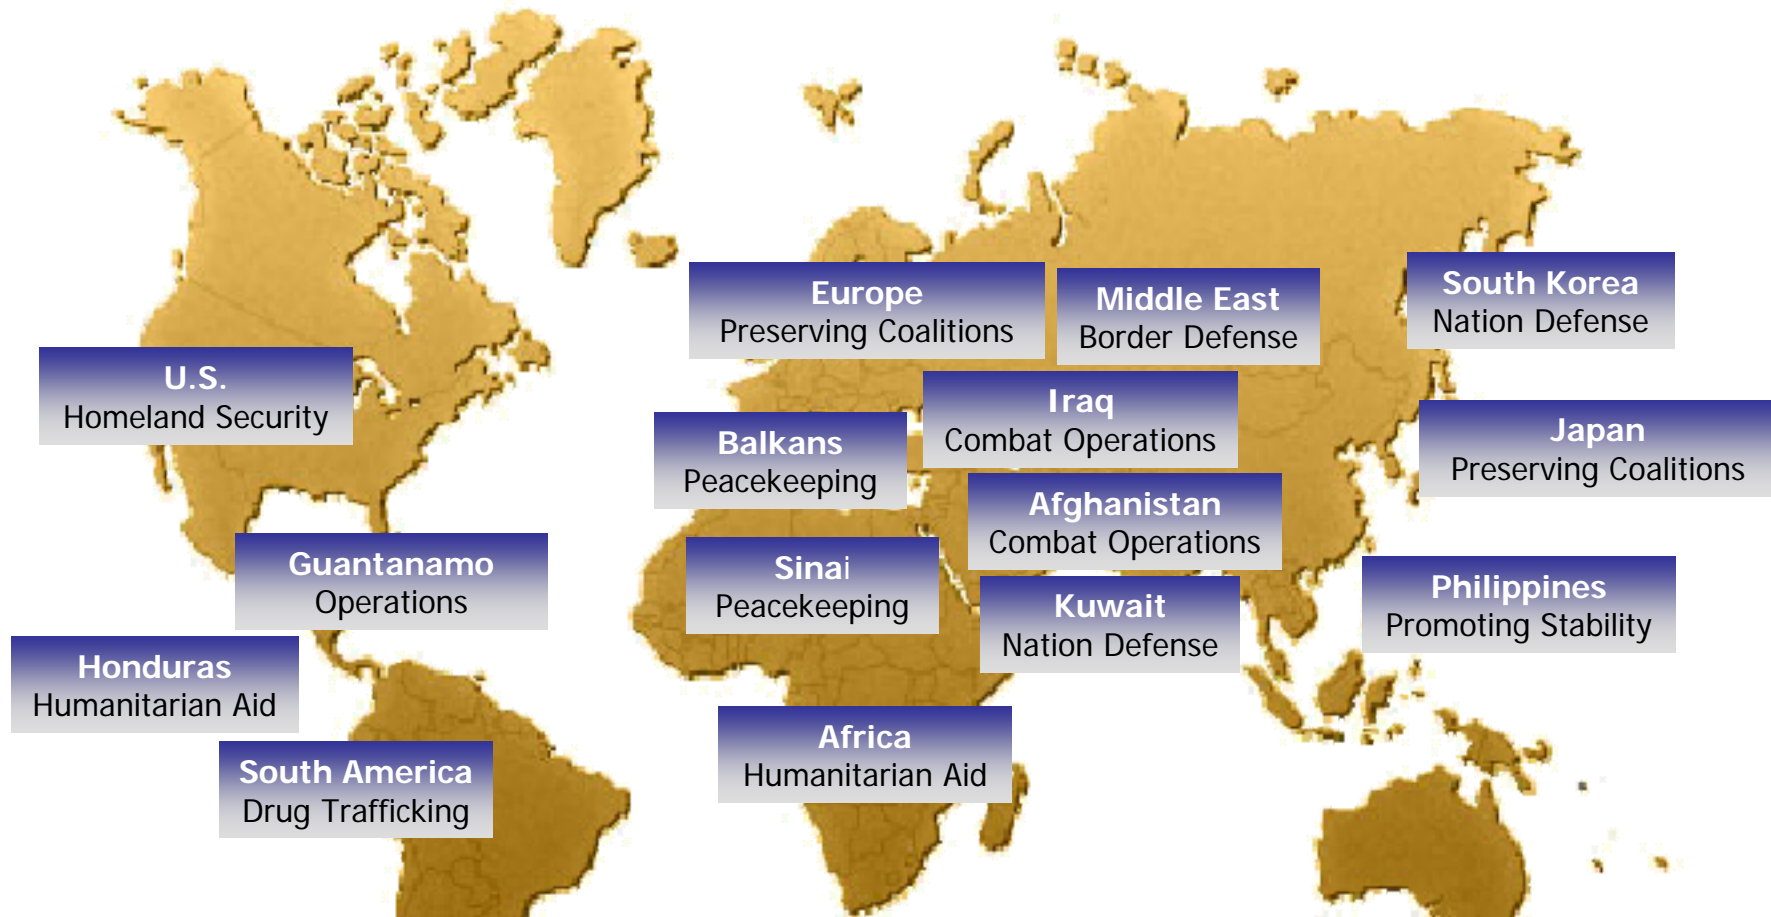 Europe
Preserving Coalitions
Middle East
Border Defense
South Korea
Nation Defense
U.S.
Homeland Security
Iraq
Combat Operations
Balkans
Peacekeeping
Japan
Preserving Coalitions
Afghanistan
Combat Operations
Guantanamo
Operations
Sinai
Peacekeeping
Kuwait
Nation Defense
Philippines
Promoting Stability
Honduras
Humanitarian Aid
Africa
Humanitarian Aid
South America
Drug Trafficking